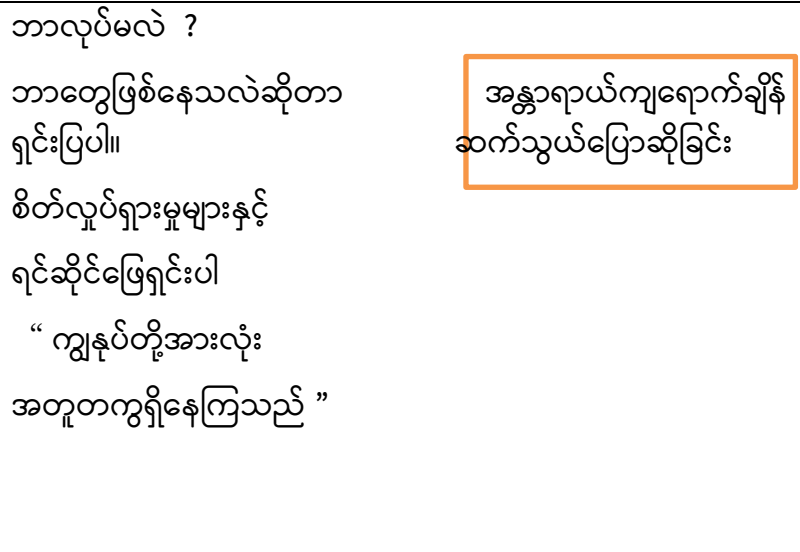 ဘာလုပ်မလဲ ?
ဘာတွေဖြစ်နေသလဲဆိုတာ
ရှင်းပြပါ။
စိတ်လှုပ်ရှားမှုများနှင့်
ရင်ဆိုင်ဖြေရှင်းပါ
“ ကျွနုပ်တို့အားလုံး
အတူတကွရှိနေကြသည် ”
အန္တာရာယ်ကျရောက်ချိန်
ဆက်သွယ်ပြောဆိုခြင်း